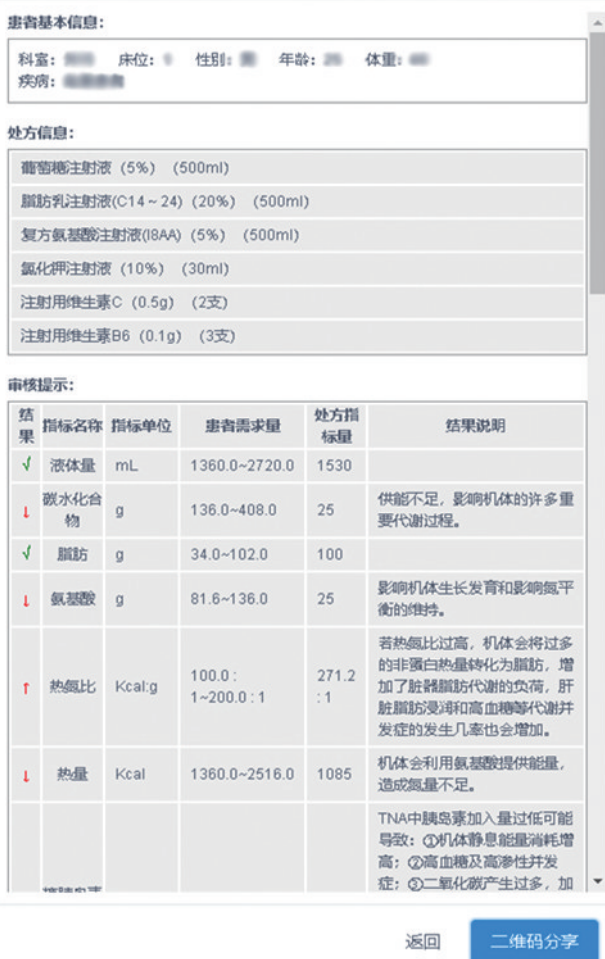 患者基本信息：
科室： 床位： 性别： 年龄： 体重：
疾病：
处方信息：
葡萄糖注射液（5%）（500ml）
脂肪乳注射液(C14～24)（20%）（500ml）
复方氨基酸注射液(18AA)（5%）（500ml）
氯化钾注射液（10%）（30ml）
注射用维生素C（0.5g）（2支）
注射用维生素B6（0.1g）（3支）
审核提示：
结果 指标名称 指标单位 患者需求量 处方指标量 结果说明
√ 液体量 mL 1360.0~2720.0 1530
↓ 碳水化合物 g 136.0~408.0 25 供能不足，影响机体的许多重
要代谢过程。
√ 脂肪 g 34.0~102.0 100
↓ 氨基酸 g 81.6~136.0 25 影响机体生长发育和影响氮平
衡的维持。
↑ 热氮比 Kcal:g 100.0：1~200.0：1 271.2：1 若热氮比过高，机体会将过多
的非蛋白热量转化为脂肪，增
加了脏器脂肪代谢的负荷，肝
脏脂肪浸润和高血糖等代谢并
发症的发生几率也会增加。
↓ 热量 Kcal 1360.0~2516.0 1085 机体会利用氨基酸提供能量，
造成氮量不足。
TNA中胰岛素加入量过低可能
导致：①机体静息能量消耗增
高；②高血糖及高渗性并发
症；③二氧化碳产生过多，加
返回 二维码分享